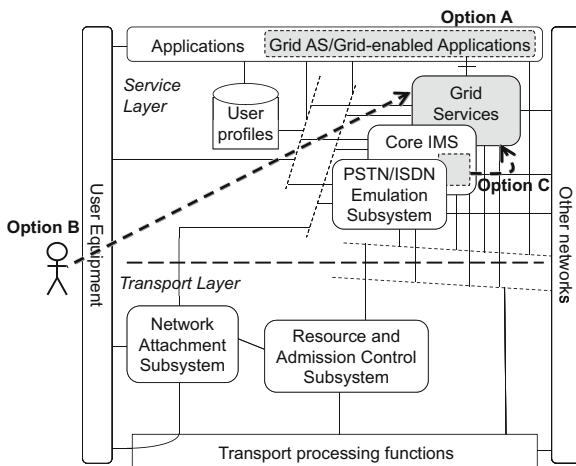 Option A
Applications
Grid AS/Grid-enabled Applications
Service
Layer
User
profiles
Grid
Services
Core IMS
PSTN/ISDN
Emulation
Subsystem
Option C
Option B
User Equipment
Other networks
Transport Layer
Network
Attachment
Subsystem
Resource and
Admission Control
Subsystem
Transport processing functions